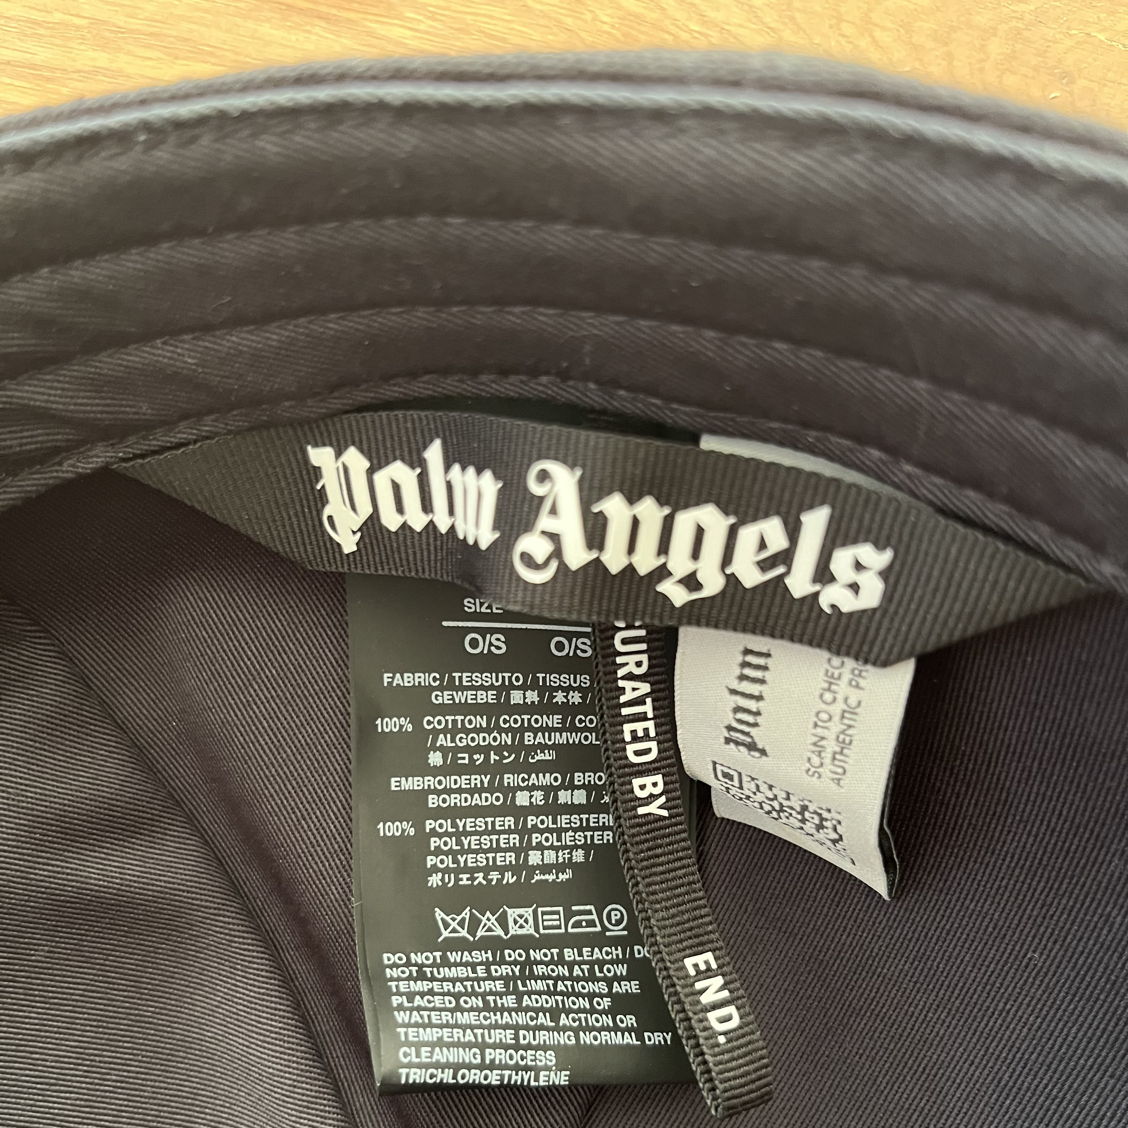 Palm Angels
SIZE
O/S O/S
FABRIC / TESSUTO / TISSUS
GEWEBE / 面料 / 本体 /
100% COTTON / COTONE / CO
/ ALGODÓN / BAUMWOL
棉 / コットン / القطن /
EMBROIDERY / RICAMO / BRO
BORDADO / 繡花 / 刺繍 /
100% POLYESTER / POLIESTERE
POLYESTER / POLIÉSTER
POLYESTER / 聚酯纤维 /
ポリエステル / البوليستر /
P
DO NOT WASH / DO NOT BLEACH / DO
NOT TUMBLE DRY / IRON AT LOW
TEMPERATURE / LIMITATIONS ARE
PLACED ON THE ADDITION OF
WATER/MECHANICAL ACTION OR
TEMPERATURE DURING NORMAL DRY
CLEANING PROCESS
TRICHLOROETHYLENE
CURATED BY
END.
Palm
SCAN TO CHEC
AUTHENTIC PR